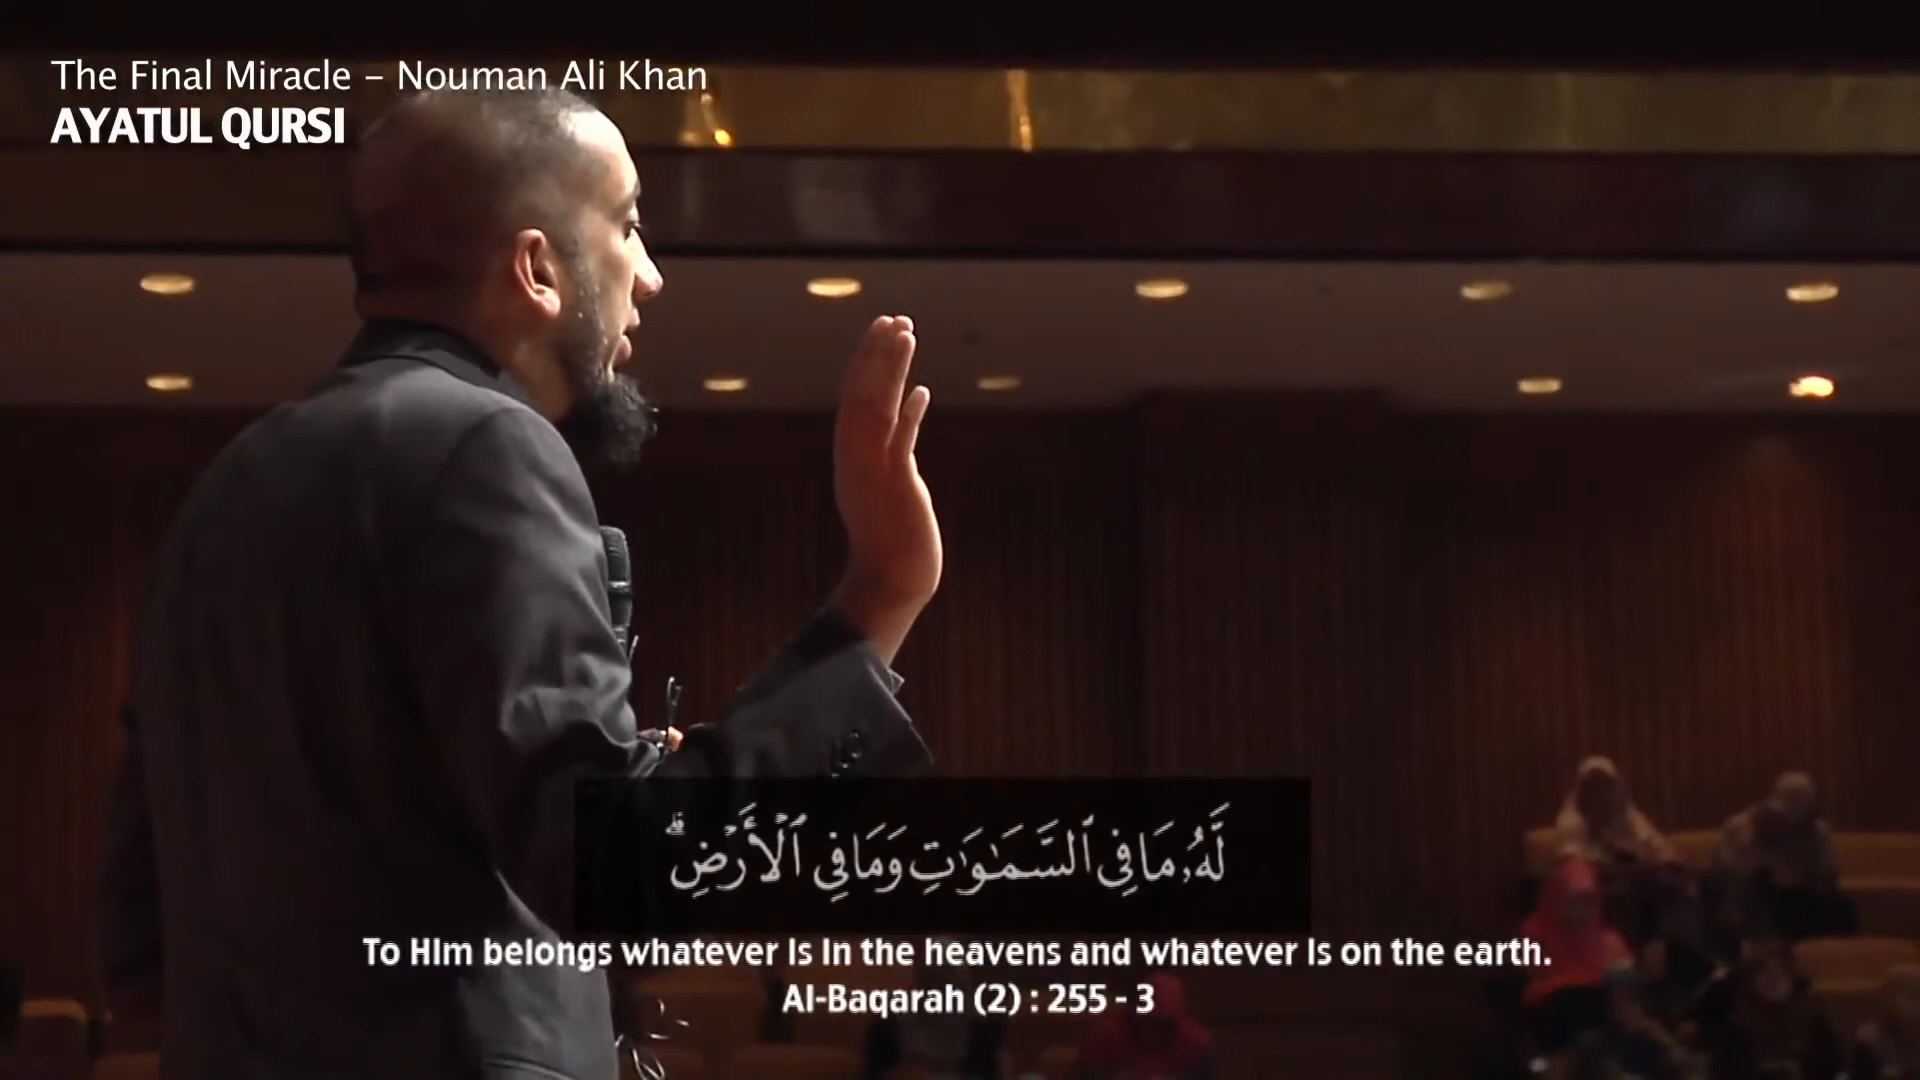 The Final Miracle – Nouman Ali Khan
AYATUL QURSI
لَّهُۥ مَا فِى ٱلسَّمَـٰوَٰتِ وَمَا فِي ٱلْأَرْضِ ۗ
To Him belongs whatever is in the heavens and whatever is on the earth.
Al-Baqarah (2) : 255 - 3